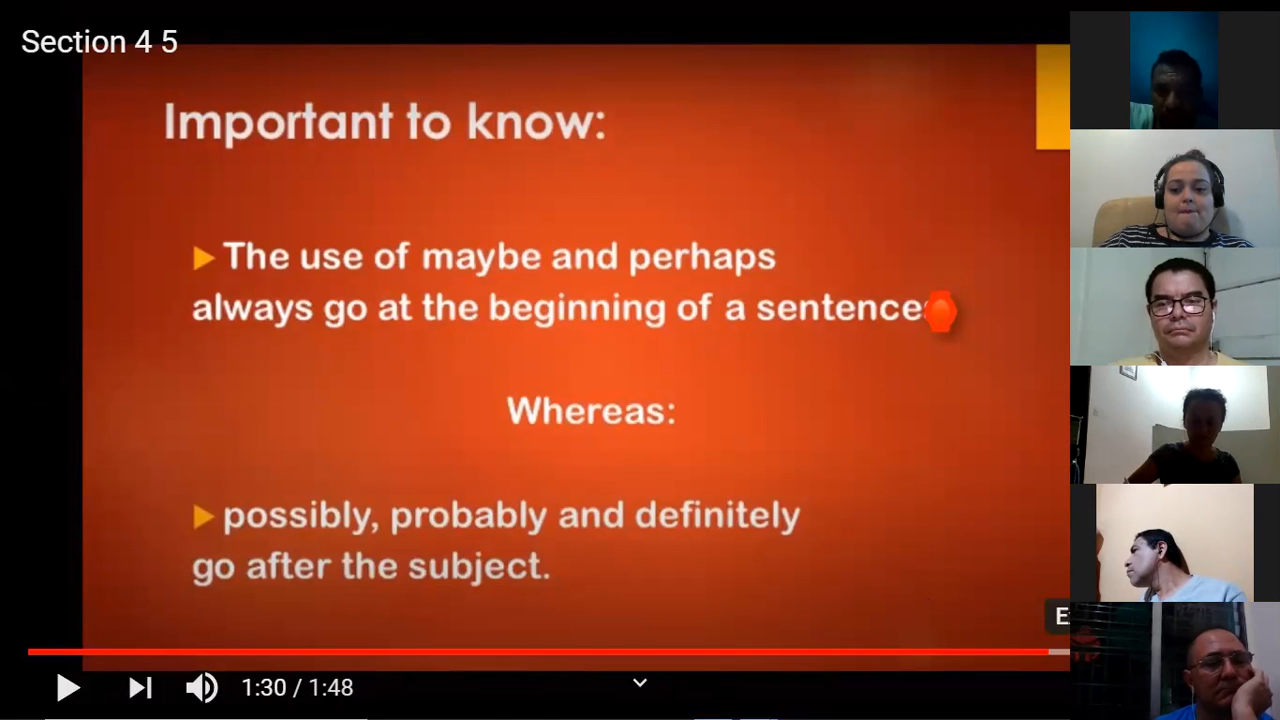 Section 4 5
Important to know:
The use of maybe and perhaps
always go at the beginning of a sentence
Whereas:
possibly, probably and definitely
go after the subject.
1:30 / 1:48